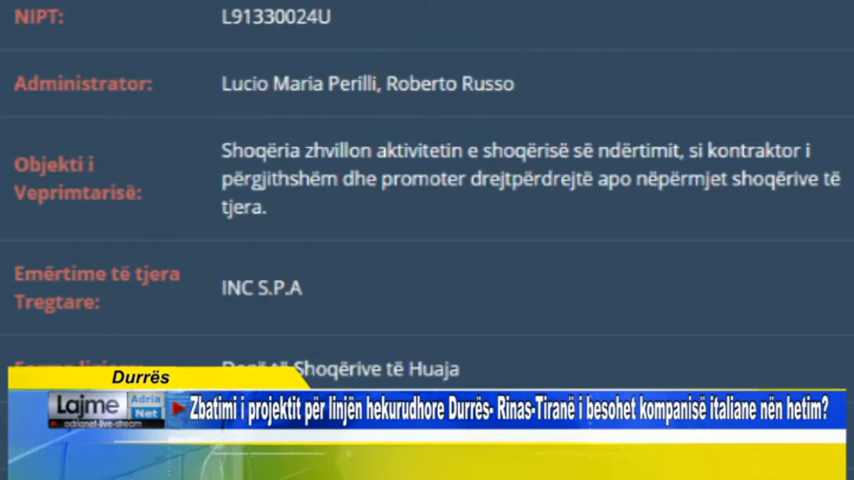 NIPT: L91330024U
Administrator: Lucio Maria Perilli, Roberto Russo
Objekti i Veprimtarisë: Shoqëria zhvillon aktivitetin e shoqërisë së ndërtimit, si kontraktor i
përgjithshëm dhe promoter drejtpërdrejtë apo nëpërmjet shoqërive të
tjera.
Emërtime të tjera
Tregtare: INC S.P.A
Degë të Shoqërive të Huaja
Durrës
Lajme Adria
Net
adrianet-live-stream
Zbatimi i projektit për linjën hekurudhore Durrës- Rinas-Tiranë i besohet kompanisë italiane nën hetim?